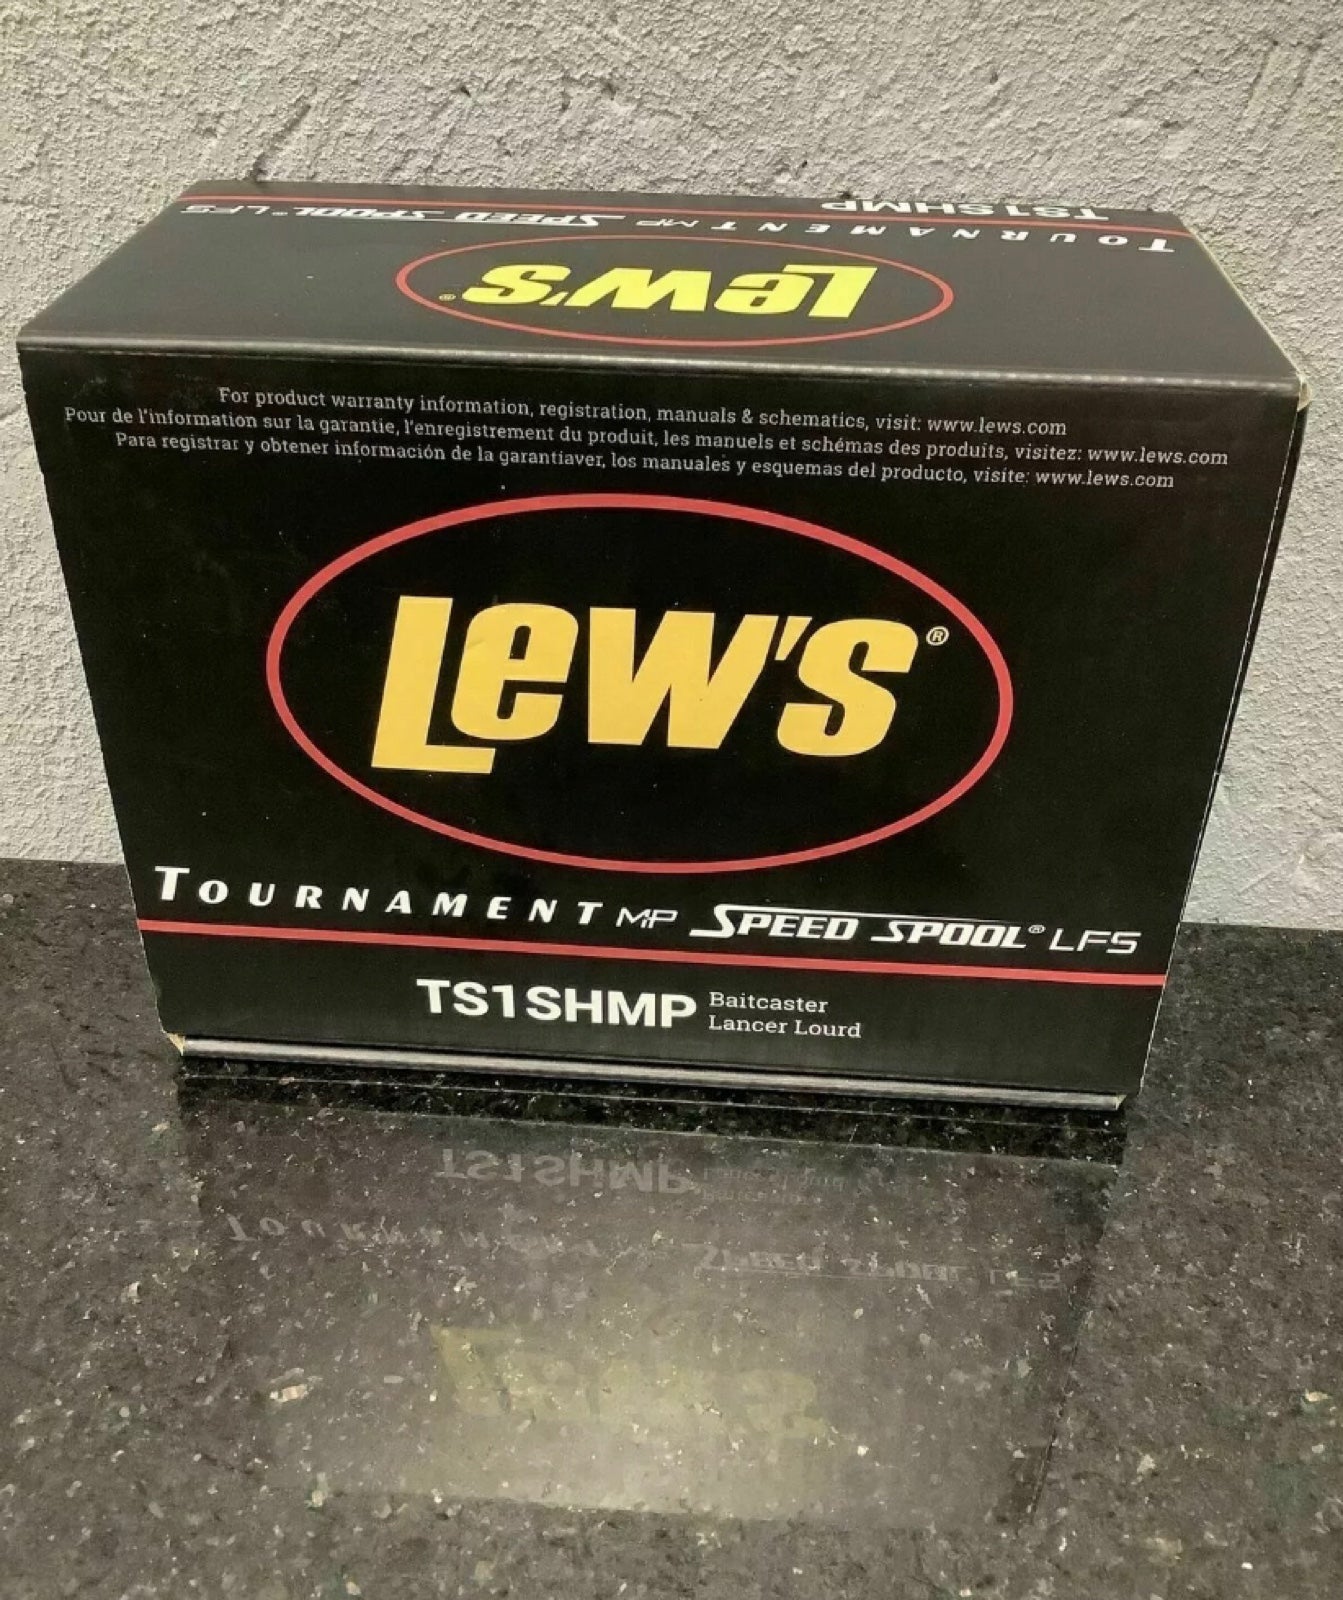 TS1SHMP
TOURNAMENT MP SPEED SPOOL® LFS
Lew's®
For product warranty information, registration, manuals & schematics, visit: www.lews.com
Pour de l'information sur la garantie, l'enregistrement du produit, les manuels et schémas des produits, visitez: www.lews.com
Para registrar y obtener información de la garantiaver, los manuales y esquemas del producto, visite: www.lews.com
Lew's®
TOURNAMENT MP SPEED SPOOL® LFS
TS1SHMP Baitcaster
Lancer Lourd